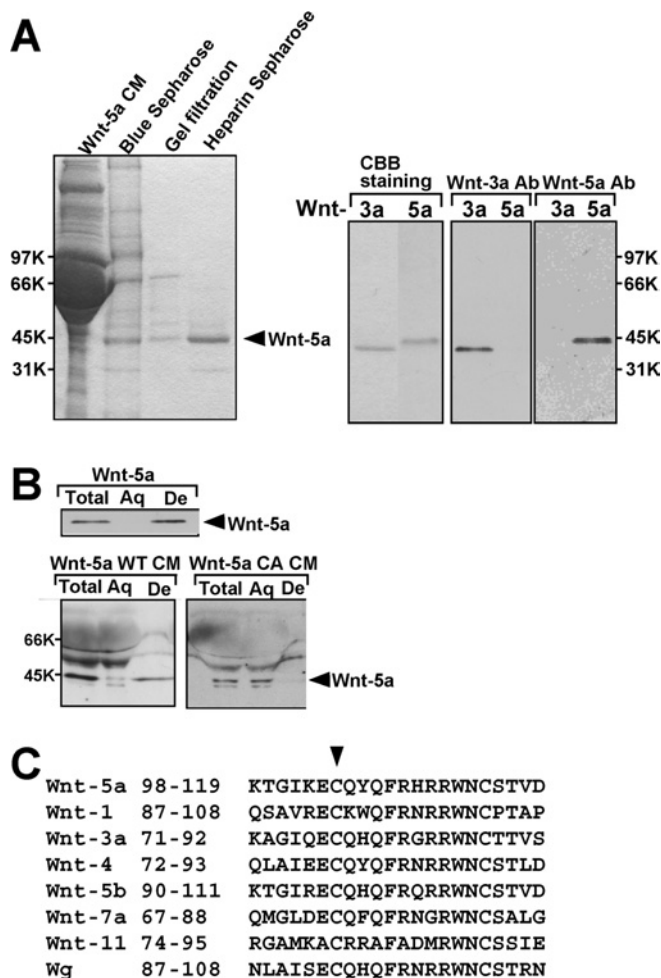 A
Wnt-5a CM
Blue Sepharose
Gel filtration
Heparin Sepharose
97K
66K
45K
31K
Wnt-5a
CBB staining
Wnt-3a Ab
Wnt-5a Ab
Wnt- 3a 5a 3a 5a 3a 5a
97K
66K
45K
31K
B
Wnt-5a
Total Aq De
Wnt-5a
Wnt-5a WT CM
Wnt-5a CA CM
Total Aq De
Total Aq De
66K
45K
Wnt-5a
C
Wnt-5a 98-119 KTGIKECQYQFRHRRWNCSTVD
Wnt-1 87-108 QSAVRECKWQFRNRRWNCPTAP
Wnt-3a 71-92 KAGIQECQHQFRGRRWNCTTVS
Wnt-4 72-93 QLAIEECQYQFRNRRWNCSTLD
Wnt-5b 90-111 KTGIRECQHQFRQRRWNCSTVD
Wnt-7a 67-88 QMGLDECQFQFRNGRWNCSALG
Wnt-11 74-95 RGAMKACRRAFADMRWNCSSIE
Wg 87-108 NLAISECQHQFRNRRWNCSTRN